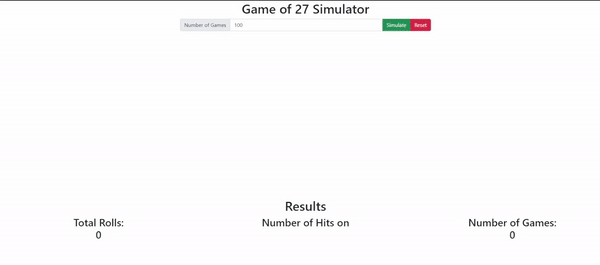 Game of 27 Simulator
Number of Games 100 Simulate Reset
Results
Total Rolls: Number of Hits on Number of Games:
0 0